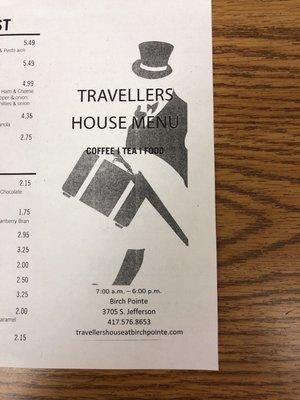 ST
5.49
& Pesto aioli
5.49
4.99
Ham & Cheese
pper & onion
hillies & onion
4.35
nola
2.75
2.15
Chocolate
1.75
anberry Bran
2.95
3.25
2.00
2.50
3.25
2.00
aramel
2.15
TRAVELLERS
HOUSE MENU
COFFEE | TEA | FOOD
7:00 a.m. – 6:00 p.m.
Birch Pointe
3705 S. Jefferson
417.576.8653
travellershouseatbirchpointe.com